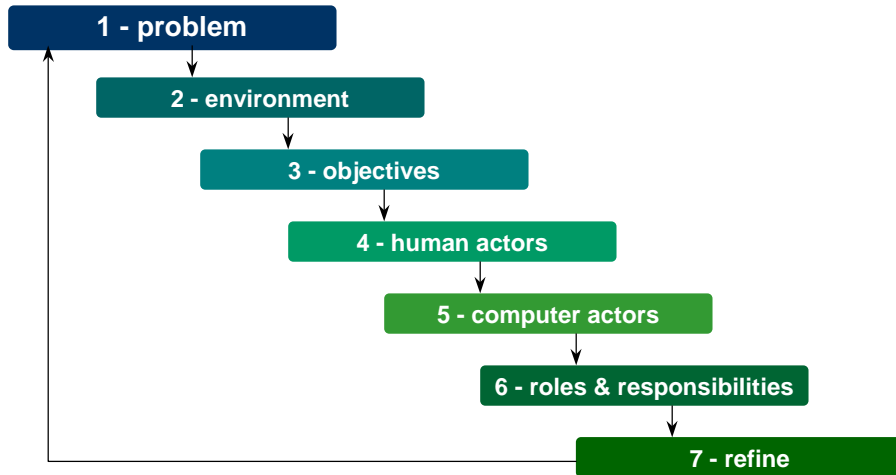 1 - problem
2 - environment
3 - objectives
4 - human actors
5 - computer actors
6 - roles & responsibilities
7 - refine